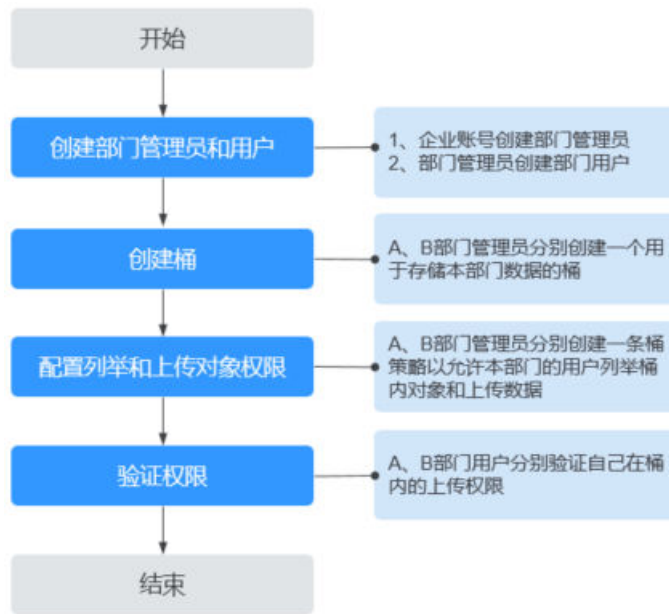 开始
创建部门管理员和用户
1、企业账号创建部门管理员
2、部门管理员创建部门用户
创建桶
A、B部门管理员分别创建一个用
于存储本部门数据的桶
配置列举和上传对象权限
A、B部门管理员分别创建一条桶
策略以允许本部门的用户列举桶
内对象和上传数据
验证权限
A、B部门用户分别验证自己在桶
内的上传权限
结束